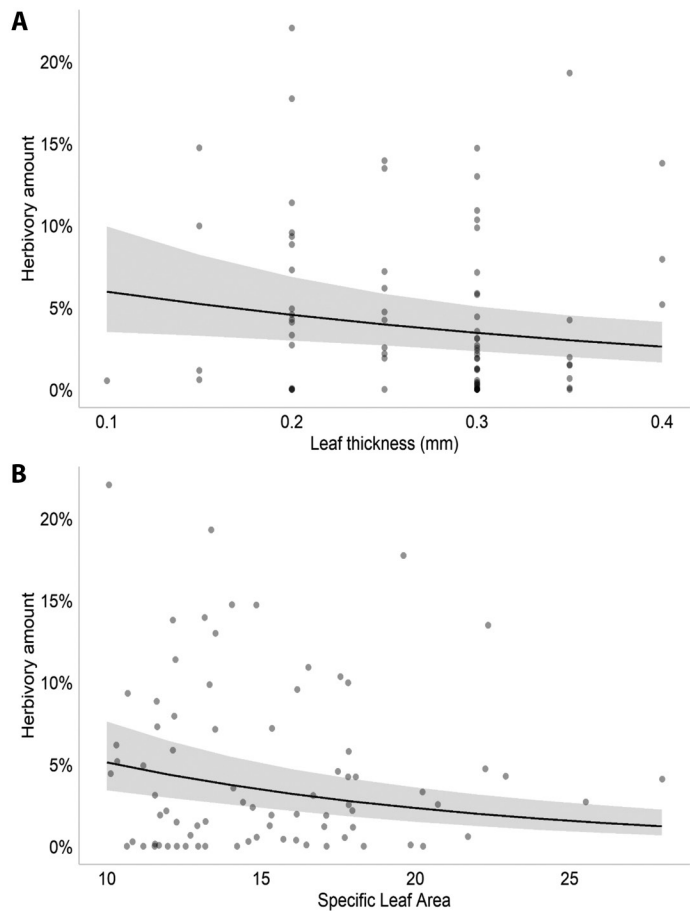 A
20%
15%
10%
5%
0%
Herbivory amount
0.1 0.2 0.3 0.4
Leaf thickness (mm)
B
20%
15%
10%
5%
0%
Herbivory amount
10 15 20 25
Specific Leaf Area